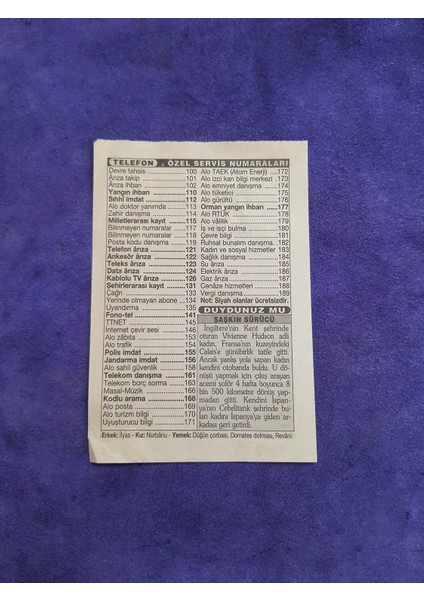 TELEFON , ÖZEL SERVİS NUMARALARI
Devre tahsis 100
Arıza takip 101
Arıza ihbarı 102
Yangın ihbarı 110
Sıhhi imdat 112
Alo doktor yanımda 113
Zehir danışma 114
Milletlerarası kayıt 115
Bilinmeyen numaralar 117
Bilinmeyen numaralar 118
Posta kodu danışma 119
Telefon arıza 121
Ankesör arıza 122
Teleks arıza 123
Data arıza 124
Kablolu TV arıza 126
Şehirlerarası kayıt 131
Çağrı 133
Yerinde olmayan abone 134
Uyandırma 135
Fono-tel 141
TTNET 145
İnternet çevir sesi 146
Alo zâbıta 153
Alo trafik 154
Polis imdat 155
Jandarma imdat 156
Alo sahil güvenlik 158
Telekom danışma 161
Telekom borç sorma 163
Masal-Müzik 166
Kodlu arama 168
Alo posta 169
Alo turizm bilgi 170
Uyuşturucu bilgi 171
Alo TAEK (Atom Enerji) 172
Alo izci kan bilgi merkezi 173
Alo emniyet danışma 174
Alo tüketici 175
Alo gürültü 176
Orman yangın ihbarı 177
Alo RTÜK 178
Alo vâlilik 179
İş ve işçi bulma 180
Çevre bilgi 181
Ruhsal bunalım danışma 182
Kadın ve sosyal hizmetler 183
Sağlık danışma 184
Su arıza 185
Elektrik arıza 186
Gaz arıza 187
Cenâze hizmetleri 188
Vergi danışma 189
Not: Siyah olanlar ücretsizdir.
DUYDUNUZ MU
ŞAŞKIN SÜRÜCÜ
İngiltere'nin Kent şehrinde
oturan Vivienne Hudson adlı
kadın, Fransa'nın kuzeyindeki
Calais'e günübirlik tatile gitti.
Ancak yanlış yola sapan kadın
kendini otobanda buldu. U dö-
nüşü yapmak için çıkış arayan
acemi şoför 4 hafta boyunca 8
bin 500 kilometre dönüş yap-
madan gitti. Kendini İspan-
ya'nın Cebelitarık şehrinde bu-
lan kadını İspanya'ya giden ar-
kadaşı geri getirdi.
Erkek: İlyas - Kız: Nurbânu - Yemek: Düğün çorbası, Domates dolması, Revâni.